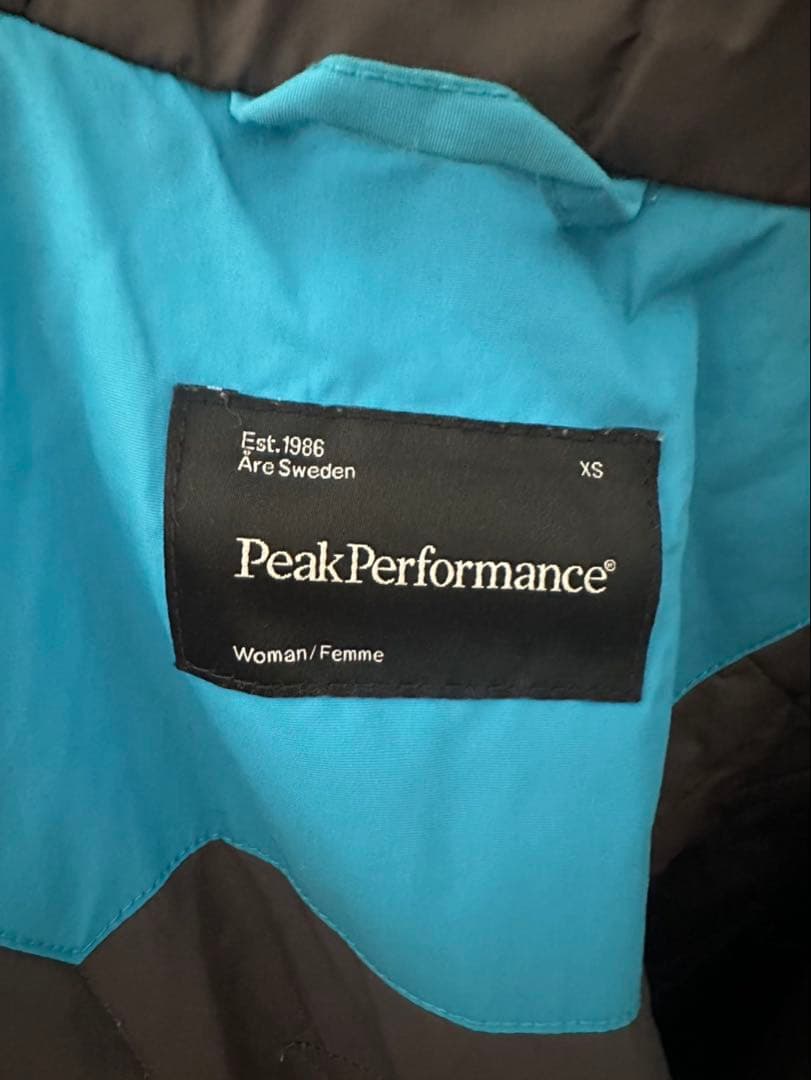 Est.1986
Åre Sweden
XS
PeakPerformance®
Woman/Femme